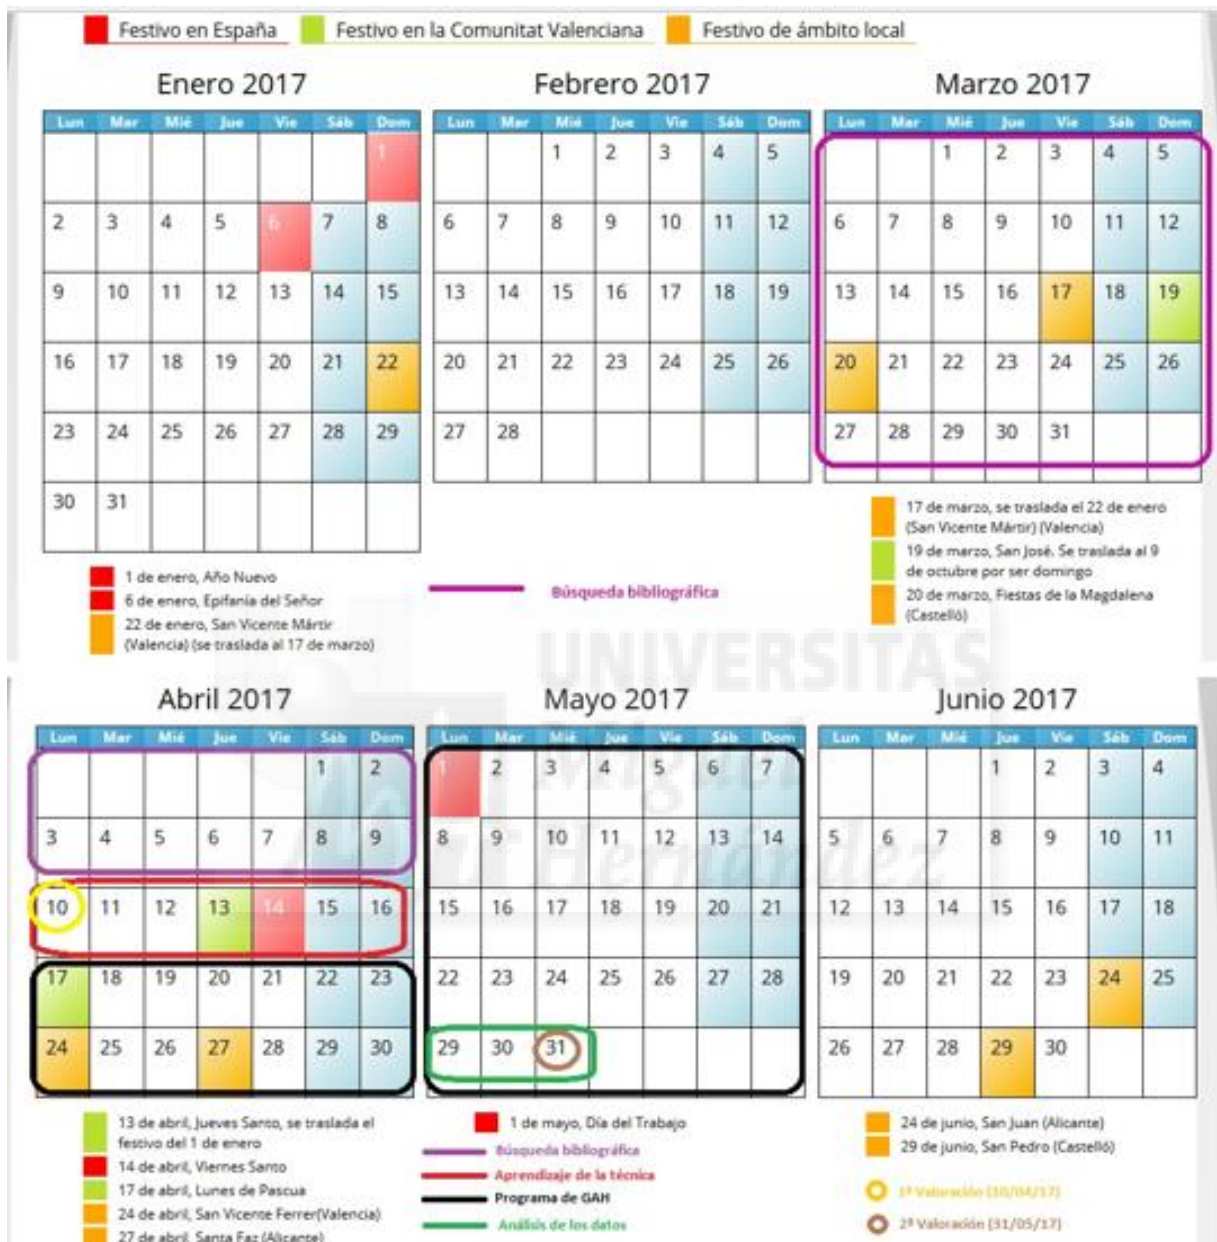 Festivo en España Festivo en la Comunitat Valenciana Festivo de ámbito local
Enero 2017 Febrero 2017 Marzo 2017
Lun Mar Mié Jue Vie Sáb Dom Lun Mar Mié Jue Vie Sáb Dom Lun Mar Mié Jue Vie Sáb Dom
1 1 2 3 4 5 1 2 3 4 5
2 3 4 5 6 7 8 6 7 8 9 10 11 12 6 7 8 9 10 11 12
9 10 11 12 13 14 15 13 14 15 16 17 18 19 13 14 15 16 17 18 19
16 17 18 19 20 21 22 20 21 22 23 24 25 26 20 21 22 23 24 25 26
23 24 25 26 27 28 29 27 28 27 28 29 30 31
30 31
1 de enero, Año Nuevo
6 de enero, Epifanía del Señor
22 de enero, San Vicente Mártir
(Valencia) (se traslada al 17 de marzo)
Búsqueda bibliográfica
17 de marzo, se traslada el 22 de enero
(San Vicente Mártir) (Valencia)
19 de marzo, San José. Se traslada al 9
de octubre por ser domingo
20 de marzo, Fiestas de la Magdalena
(Castelló)
UNIVERSITAS
Miguel
Hernández
Abril 2017 Mayo 2017 Junio 2017
Lun Mar Mié Jue Vie Sáb Dom Lun Mar Mié Jue Vie Sáb Dom Lun Mar Mié Jue Vie Sáb Dom
1 2 1 2 3 4 5 6 7 1 2 3 4
3 4 5 6 7 8 9 8 9 10 11 12 13 14 5 6 7 8 9 10 11
10 11 12 13 14 15 16 15 16 17 18 19 20 21 12 13 14 15 16 17 18
17 18 19 20 21 22 23 22 23 24 25 26 27 28 19 20 21 22 23 24 25
24 25 26 27 28 29 30 29 30 31 26 27 28 29 30
13 de abril, Jueves Santo, se traslada el
festivo del 1 de enero
14 de abril, Viernes Santo
17 de abril, Lunes de Pascua
24 de abril, San Vicente Ferrer(Valencia)
27 de abril, Santa Faz (Alicante)
1 de mayo, Día del Trabajo
Búsqueda bibliográfica
Aprendizaje de la técnica
Programa de GAH
Análisis de los datos
24 de junio, San Juan (Alicante)
29 de junio, San Pedro (Castelló)
1ª Valoración (10/04/17)
2ª Valoración (31/05/17)